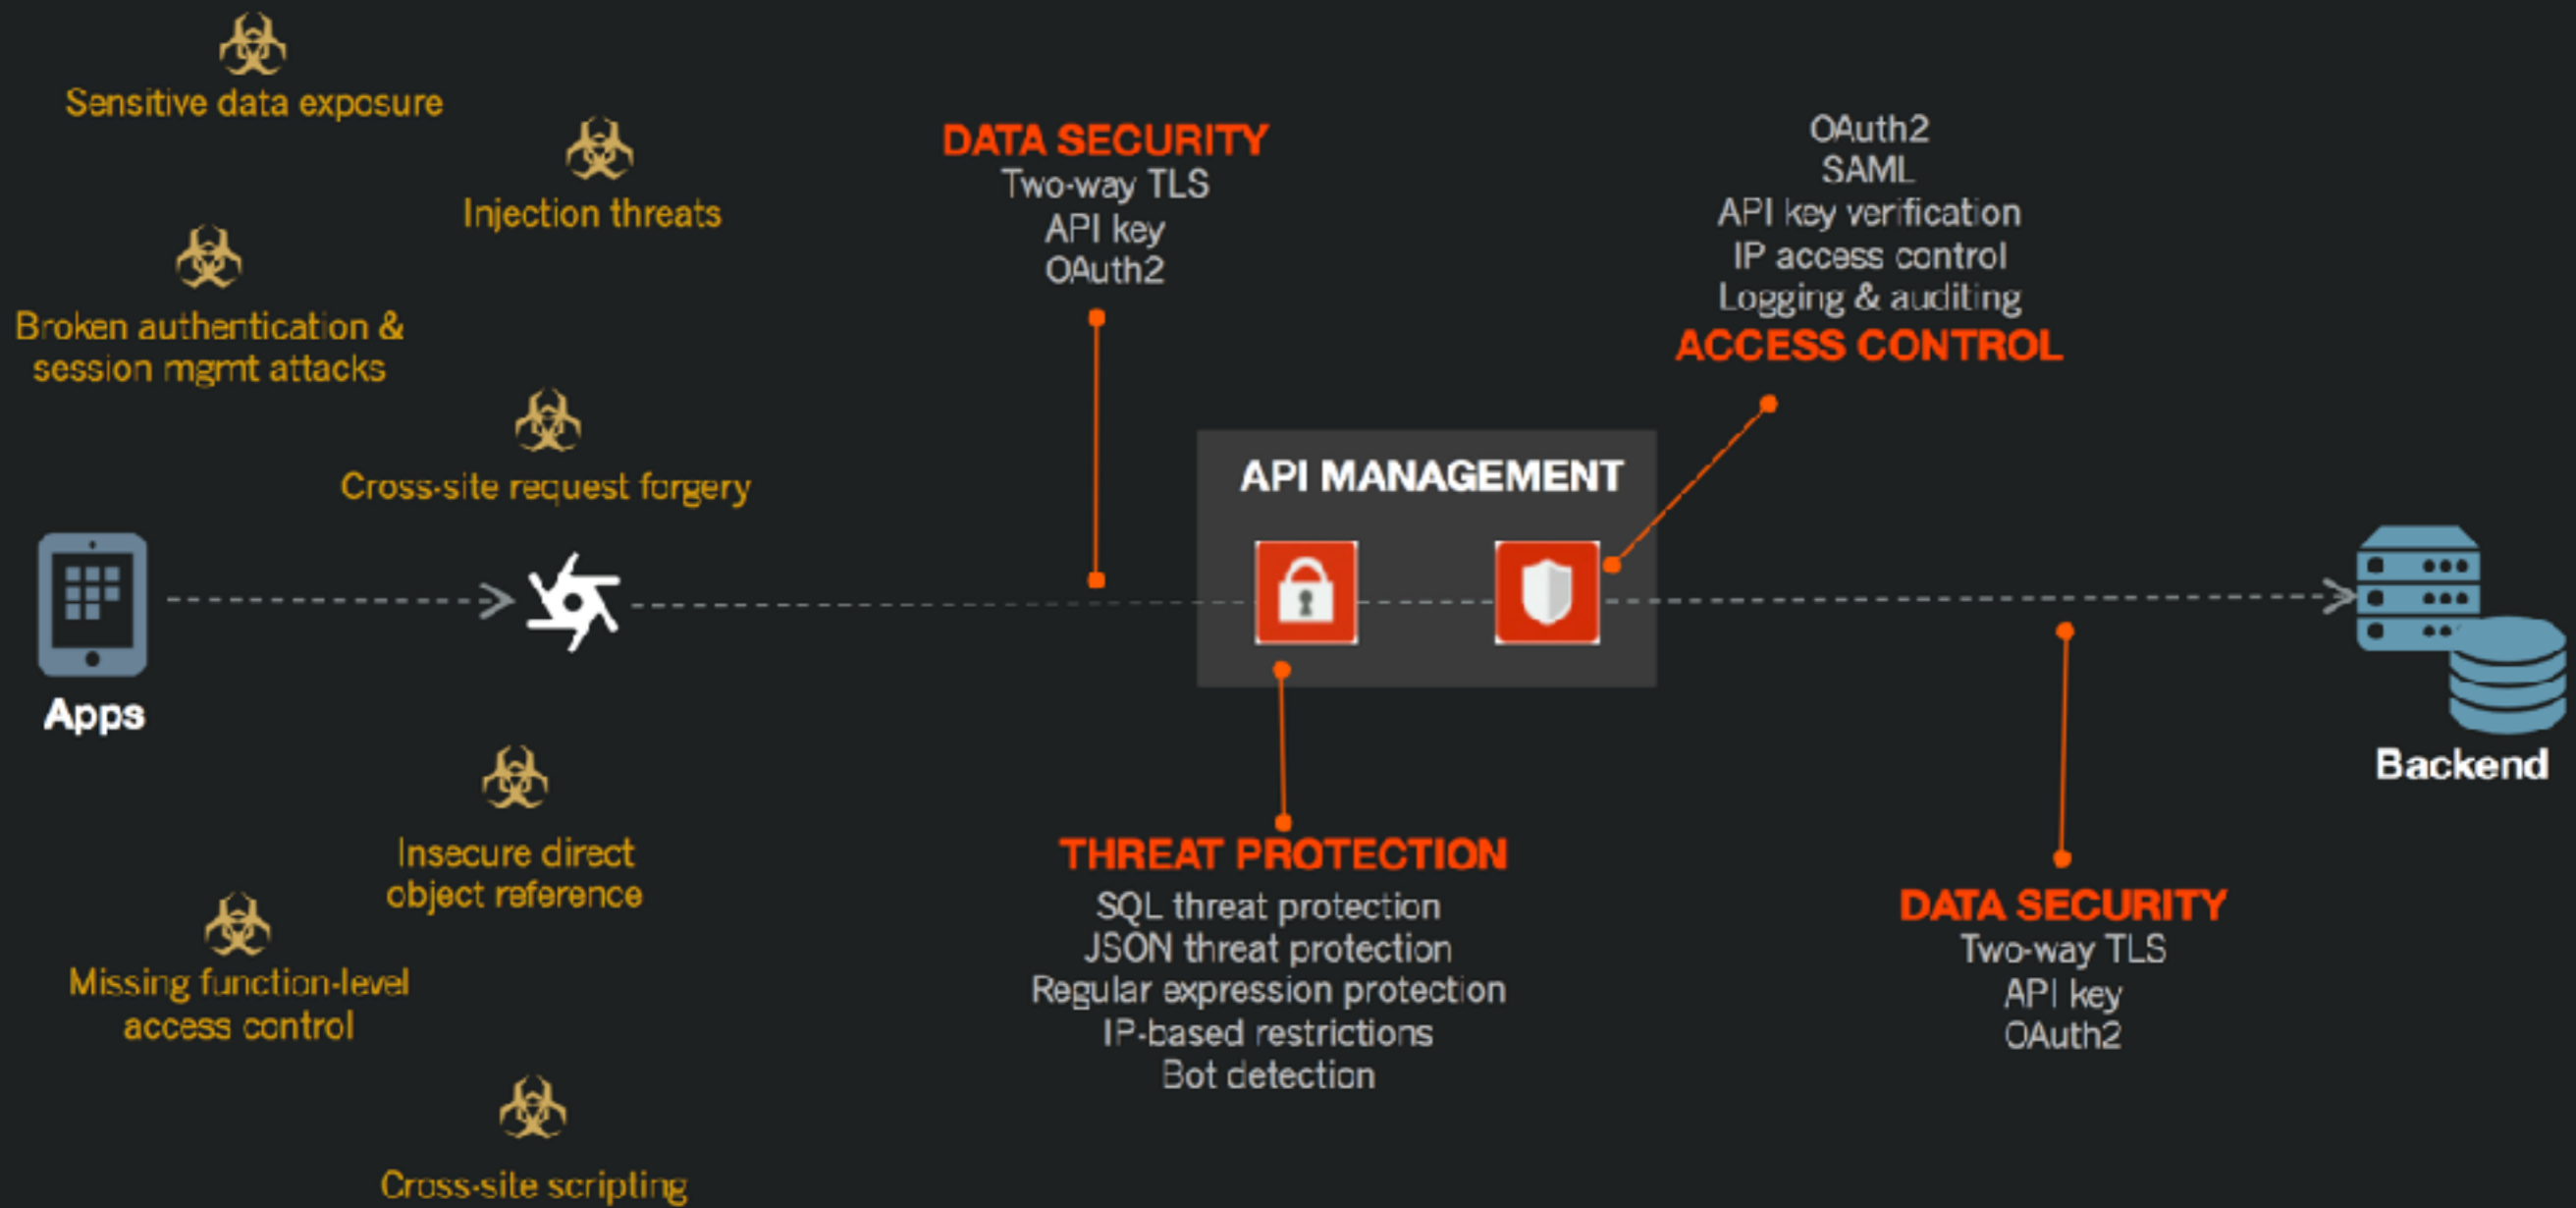 Sensitive data exposure
Injection threats
Broken authentication &
session mgmt attacks
Cross-site request forgery
Apps
Insecure direct
object reference
Missing function-level
access control
Cross-site scripting
DATA SECURITY
Two-way TLS
API key
OAuth2
API MANAGEMENT
THREAT PROTECTION
SQL threat protection
JSON threat protection
Regular expression protection
IP-based restrictions
Bot detection
OAuth2
SAML
API key verification
IP access control
Logging & auditing
ACCESS CONTROL
DATA SECURITY
Two-way TLS
API key
OAuth2
Backend